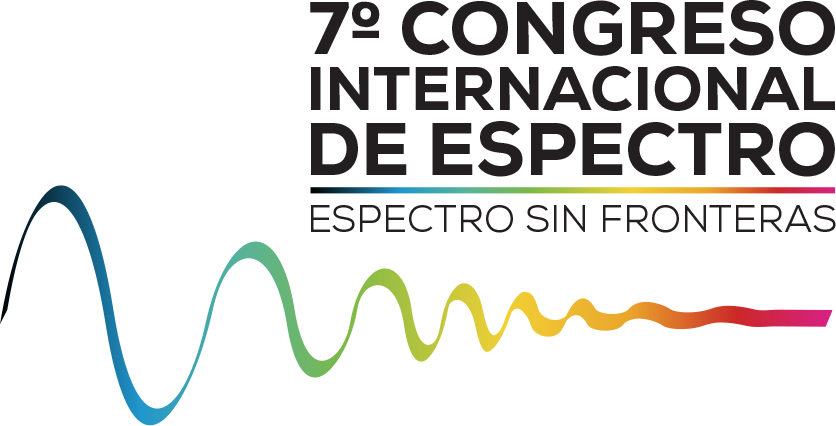 7º CONGRESO
INTERNACIONAL
DE ESPECTRO
ESPECTRO SIN FRONTERAS